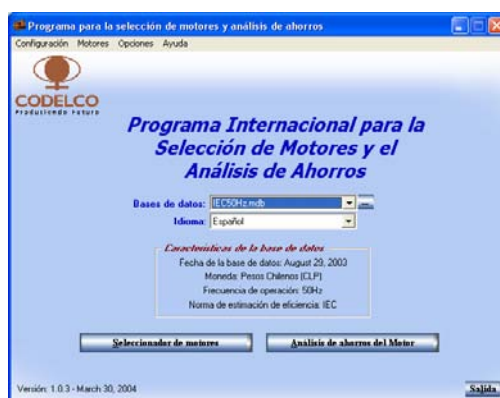 Programa para la selección de motores y análisis de ahorros
Configuración Motores Opciones Ayuda
CODELCO
Produciendo Futuro
Programa Internacional para la
Selección de Motores y el
Análisis de Ahorros
Bases de datos: IEC50Hz.mdb
Idioma: Español
Características de la base de datos
Fecha de la base de datos: August 29, 2003
Moneda: Pesos Chilenos (CLP)
Frecuencia de operación: 50Hz
Norma de estimación de eficiencia: IEC
Seleccionador de motores Análisis de ahorros del Motor
Versión: 1.0.3 - March 30, 2004 Salida